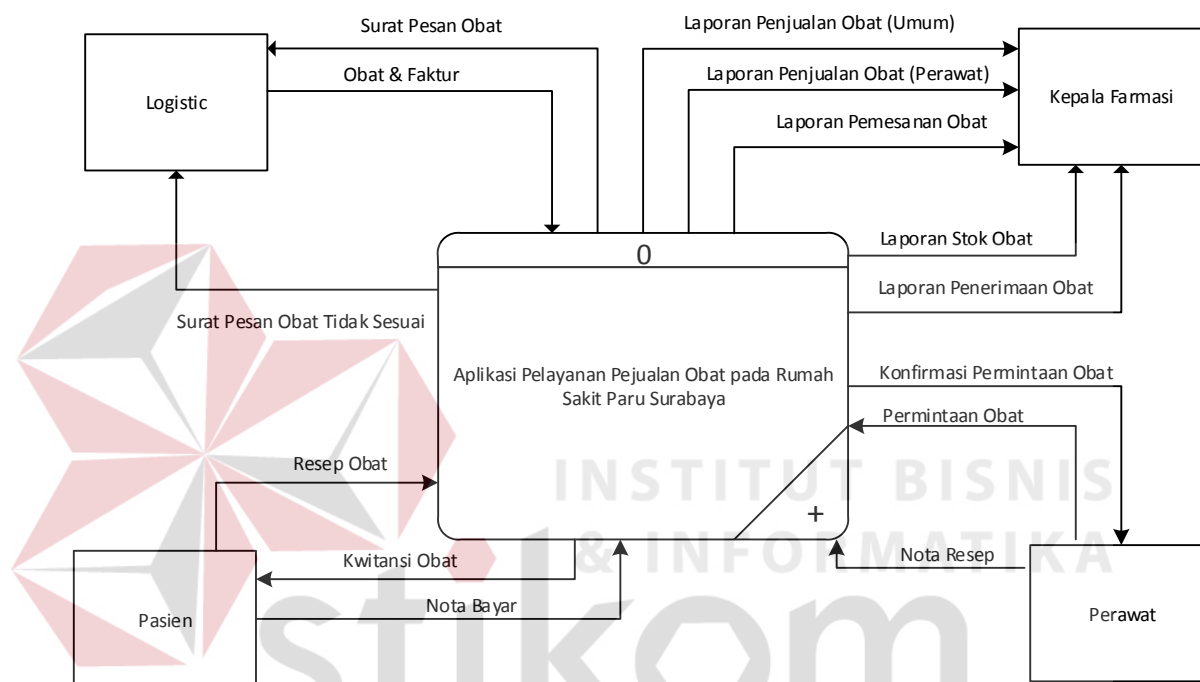 Surat Pesan Obat
Laporan Penjualan Obat (Umum)
Obat & Faktur
Laporan Penjualan Obat (Perawat)
Logistic
Kepala Farmasi
Laporan Pemesanan Obat
0
Laporan Stok Obat
Laporan Penerimaan Obat
Surat Pesan Obat Tidak Sesuai
Aplikasi Pelayanan Pejualan Obat pada Rumah
Sakit Paru Surabaya
Konfirmasi Permintaan Obat
Permintaan Obat
Resep Obat
INSTITUT BISNIS
& INFORMATIKA
+
Kwitansi Obat
Nota Resep
Nota Bayar
Pasien
Perawat
stikom